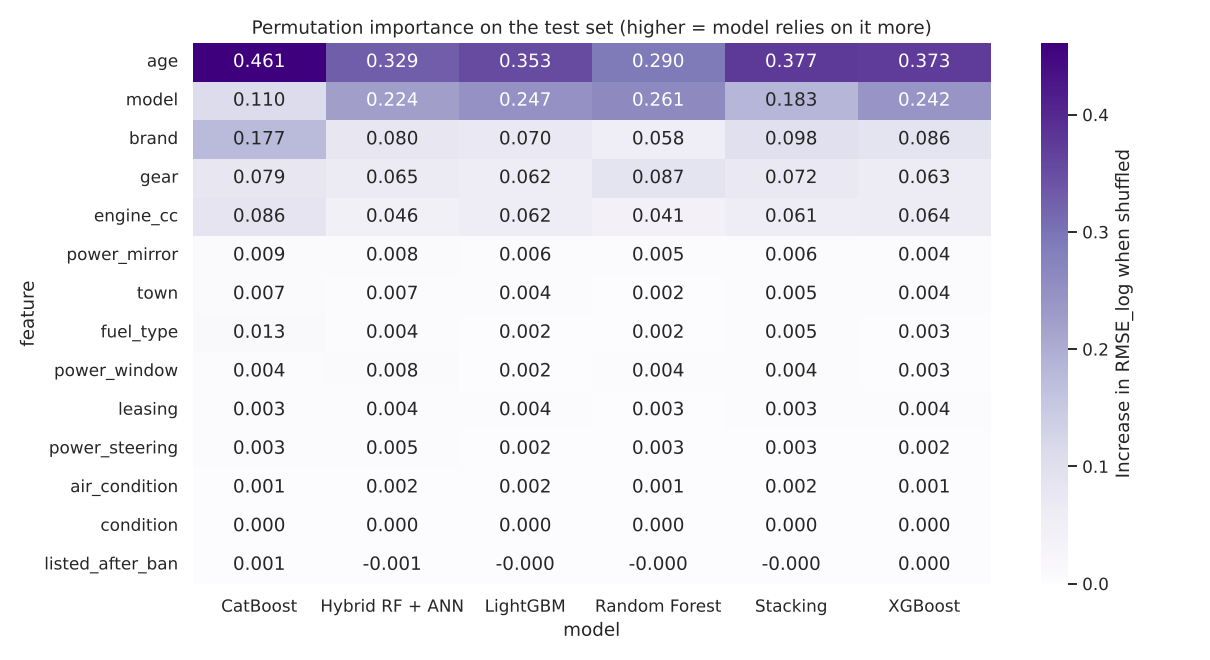 Permutation importance on the test set (higher = model relies on it more)
age 0.461 0.329 0.353 0.290 0.377 0.373
model 0.110 0.224 0.247 0.261 0.183 0.242
brand 0.177 0.080 0.070 0.058 0.098 0.086
gear 0.079 0.065 0.062 0.087 0.072 0.063
engine_cc 0.086 0.046 0.062 0.041 0.061 0.064
power_mirror 0.009 0.008 0.006 0.005 0.006 0.004
town 0.007 0.007 0.004 0.002 0.005 0.004
fuel_type 0.013 0.004 0.002 0.002 0.005 0.003
power_window 0.004 0.008 0.002 0.004 0.004 0.003
leasing 0.003 0.004 0.004 0.003 0.003 0.004
power_steering 0.003 0.005 0.002 0.003 0.003 0.002
air_condition 0.001 0.002 0.002 0.001 0.002 0.001
condition 0.000 0.000 0.000 0.000 0.000 0.000
listed_after_ban 0.001 -0.001 -0.000 -0.000 -0.000 0.000
CatBoost Hybrid RF + ANN LightGBM Random Forest Stacking XGBoost
model
feature
0.4
0.3
0.2
0.1
0.0
Increase in RMSE_log when shuffled